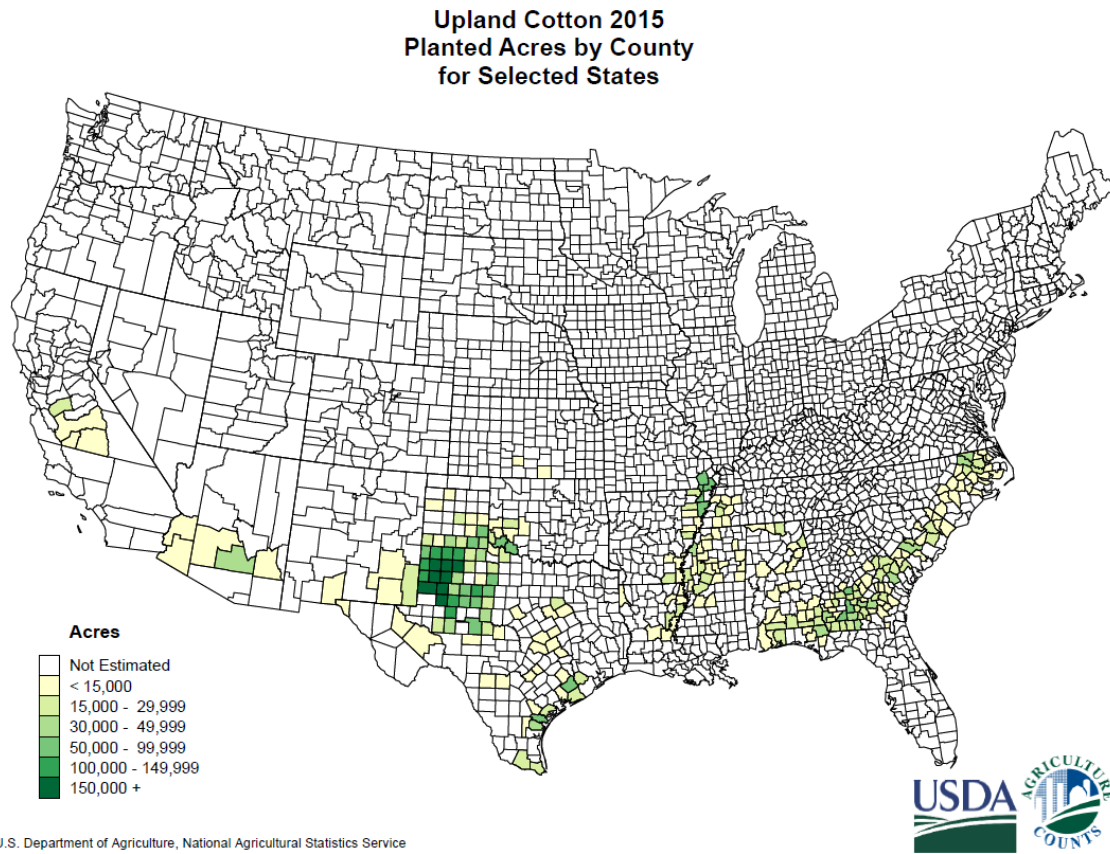 Upland Cotton 2015
Planted Acres by County
for Selected States
Acres
Not Estimated
< 15,000
15,000 - 29,999
30,000 - 49,999
50,000 - 99,999
100,000 - 149,999
150,000 +
USDA
AGRICULTURE
COUNTS
U.S. Department of Agriculture, National Agricultural Statistics Service